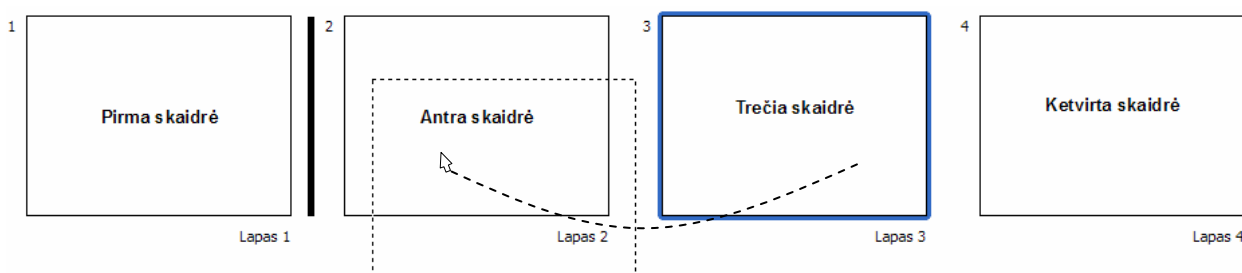 1
2
3
4
Pirma skaidrė
Antra skaidrė
Trečia skaidrė
Ketvirta skaidrė
Lapas 1
Lapas 2
Lapas 3
Lapas 4